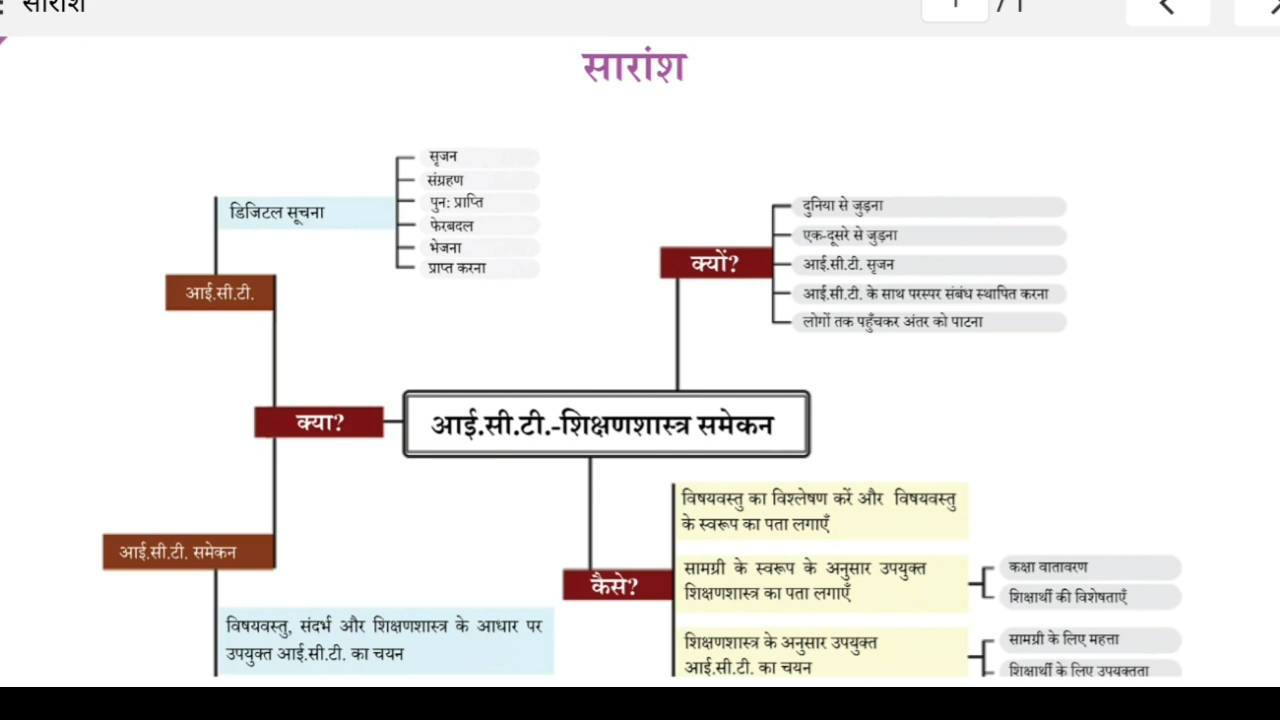 सारांश
1 / 1
सारांश
सृजन
संग्रहण
पुन: प्राप्ति
फेरबदल
भेजना
प्राप्त करना
डिजिटल सूचना
आई.सी.टी.
क्या?
आई.सी.टी. समेकन
विषयवस्तु, संदर्भ और शिक्षणशास्त्र के आधार पर
उपयुक्त आई.सी.टी. का चयन
आई.सी.टी.-शिक्षणशास्त्र समेकन
क्यों?
दुनिया से जुड़ना
एक-दूसरे से जुड़ना
आई.सी.टी. सृजन
आई.सी.टी. के साथ परस्पर संबंध स्थापित करना
लोगों तक पहुँचकर अंतर को पाटना
कैसे?
विषयवस्तु का विश्लेषण करें और विषयवस्तु
के स्वरूप का पता लगाएँ
सामग्री के स्वरूप के अनुसार उपयुक्त
शिक्षणशास्त्र का पता लगाएँ
कक्षा वातावरण
शिक्षार्थी की विशेषताएँ
शिक्षणशास्त्र के अनुसार उपयुक्त
आई.सी.टी. का चयन
सामग्री के लिए महत्ता
शिक्षार्थी के लिए उपयुक्तता